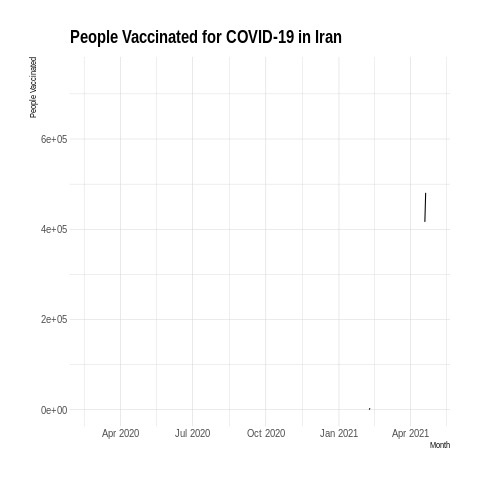 People Vaccinated for COVID-19 in Iran
People Vaccinated
6e+05
4e+05
2e+05
0e+00
Apr 2020
Jul 2020
Oct 2020
Jan 2021
Apr 2021
Month